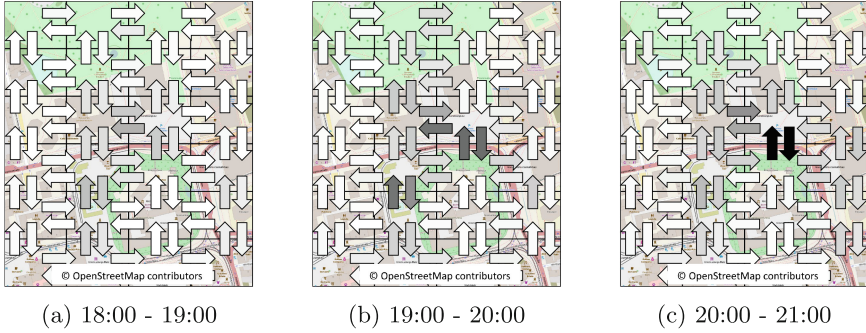 © OpenStreetMap contributors © OpenStreetMap contributors © OpenStreetMap contributors
(a) 18:00 - 19:00 (b) 19:00 - 20:00 (c) 20:00 - 21:00